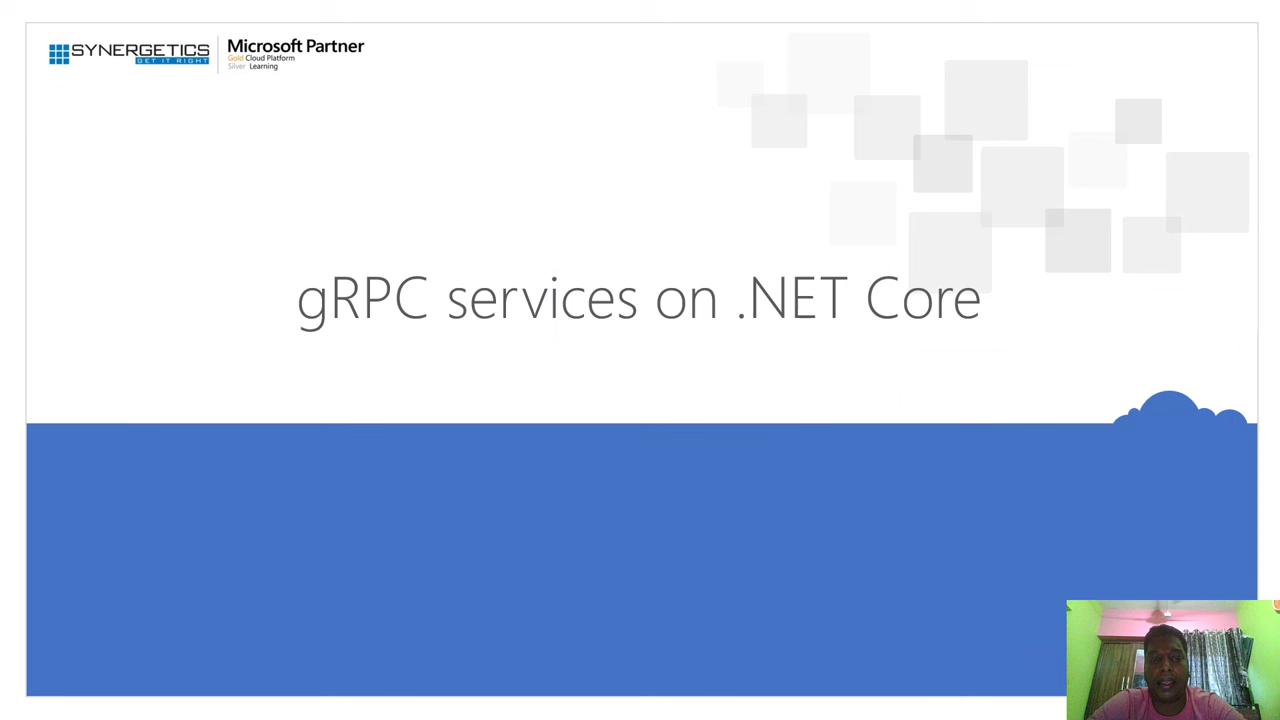 SYNERGETICS
GET IT RIGHT
Microsoft Partner
Gold Cloud Platform
Silver Learning
gRPC services on .NET Core